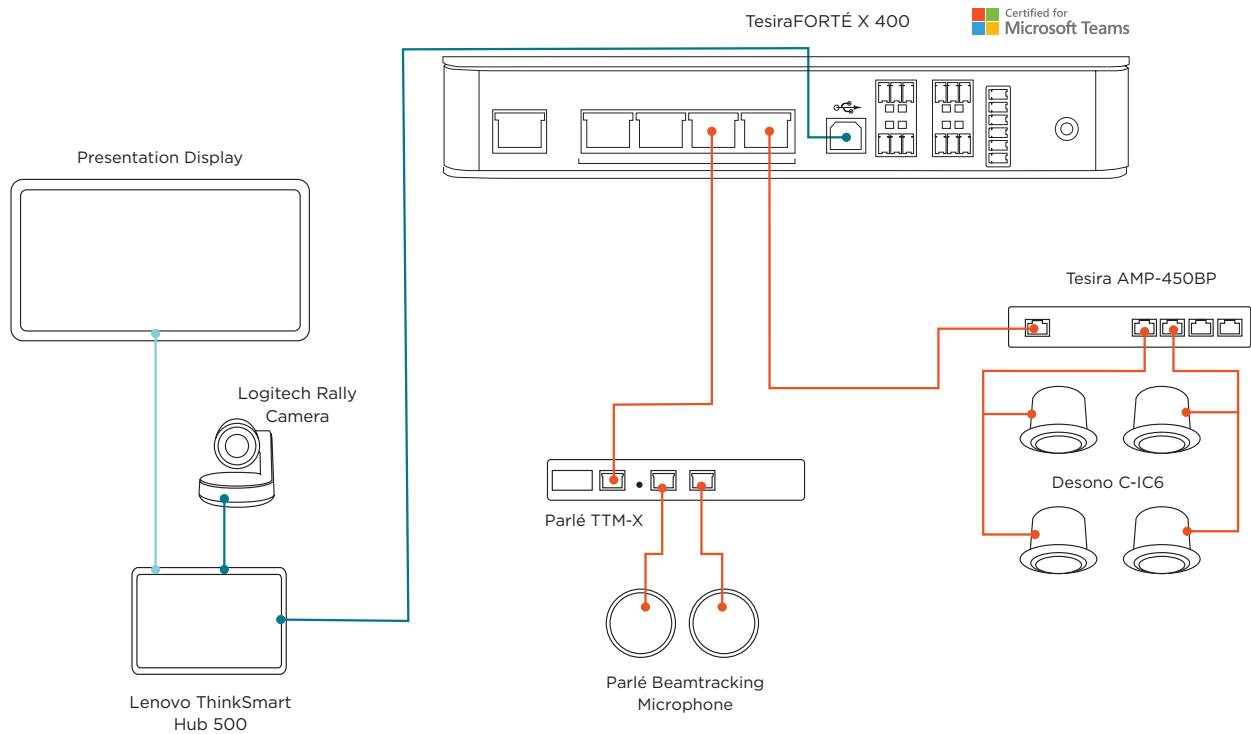 TesiraFORTÉ X 400
Certified for
Microsoft Teams
Presentation Display
Tesira AMP-450BP
Logitech Rally
Camera
Desono C-IC6
Parlé TTM-X
Parlé Beamtracking
Microphone
Lenovo ThinkSmart
Hub 500